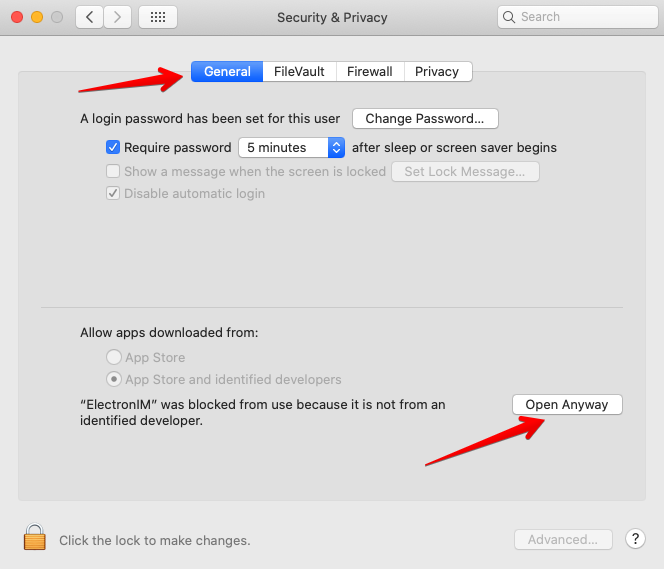 Security & Privacy
Search
General
FileVault
Firewall
Privacy
A login password has been set for this user
Change Password...
Require password
5 minutes
after sleep or screen saver begins
Show a message when the screen is locked
Set Lock Message...
Disable automatic login
Allow apps downloaded from:
App Store
App Store and identified developers
“ElectronIM” was blocked from use because it is not from an
identified developer.
Open Anyway
Click the lock to make changes.
Advanced...
?